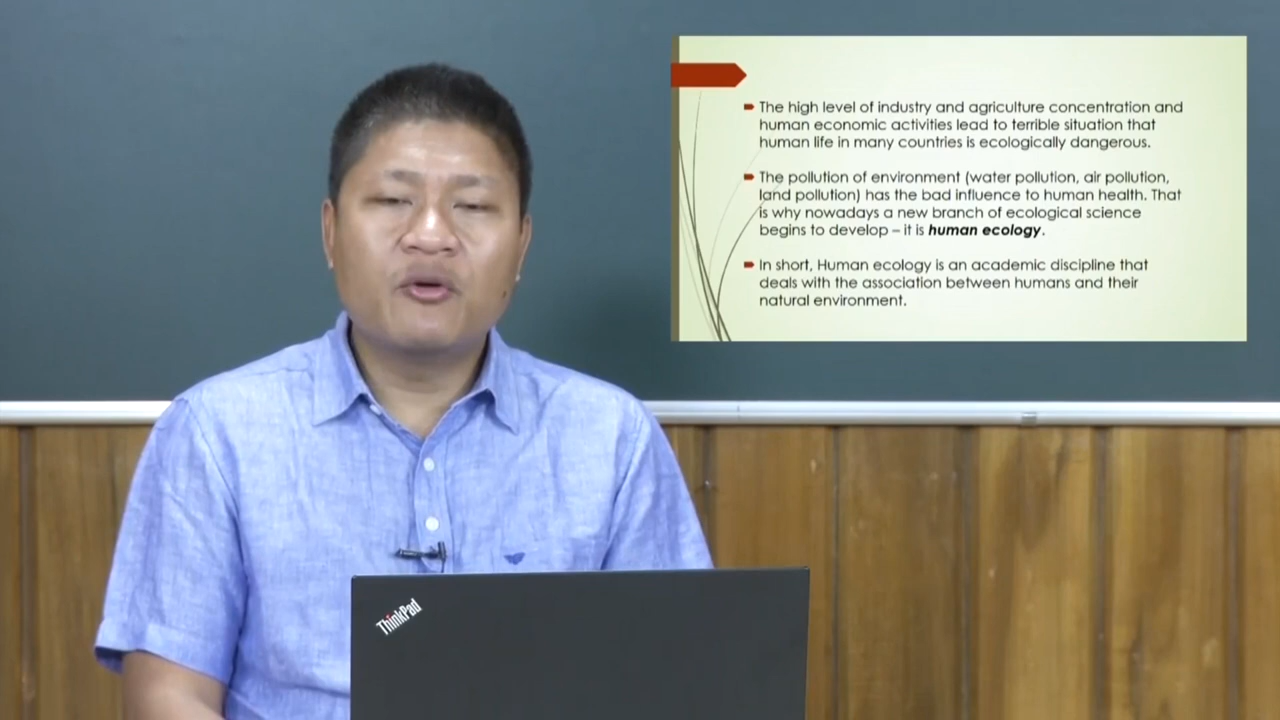 The high level of industry and agriculture concentration and
human economic activities lead to terrible situation that
human life in many countries is ecologically dangerous.
The pollution of environment (water pollution, air pollution,
land pollution) has the bad influence to human health. That
is why nowadays a new branch of ecological science
begins to develop – it is human ecology.
In short, Human ecology is an academic discipline that
deals with the association between humans and their
natural environment.
ThinkPad